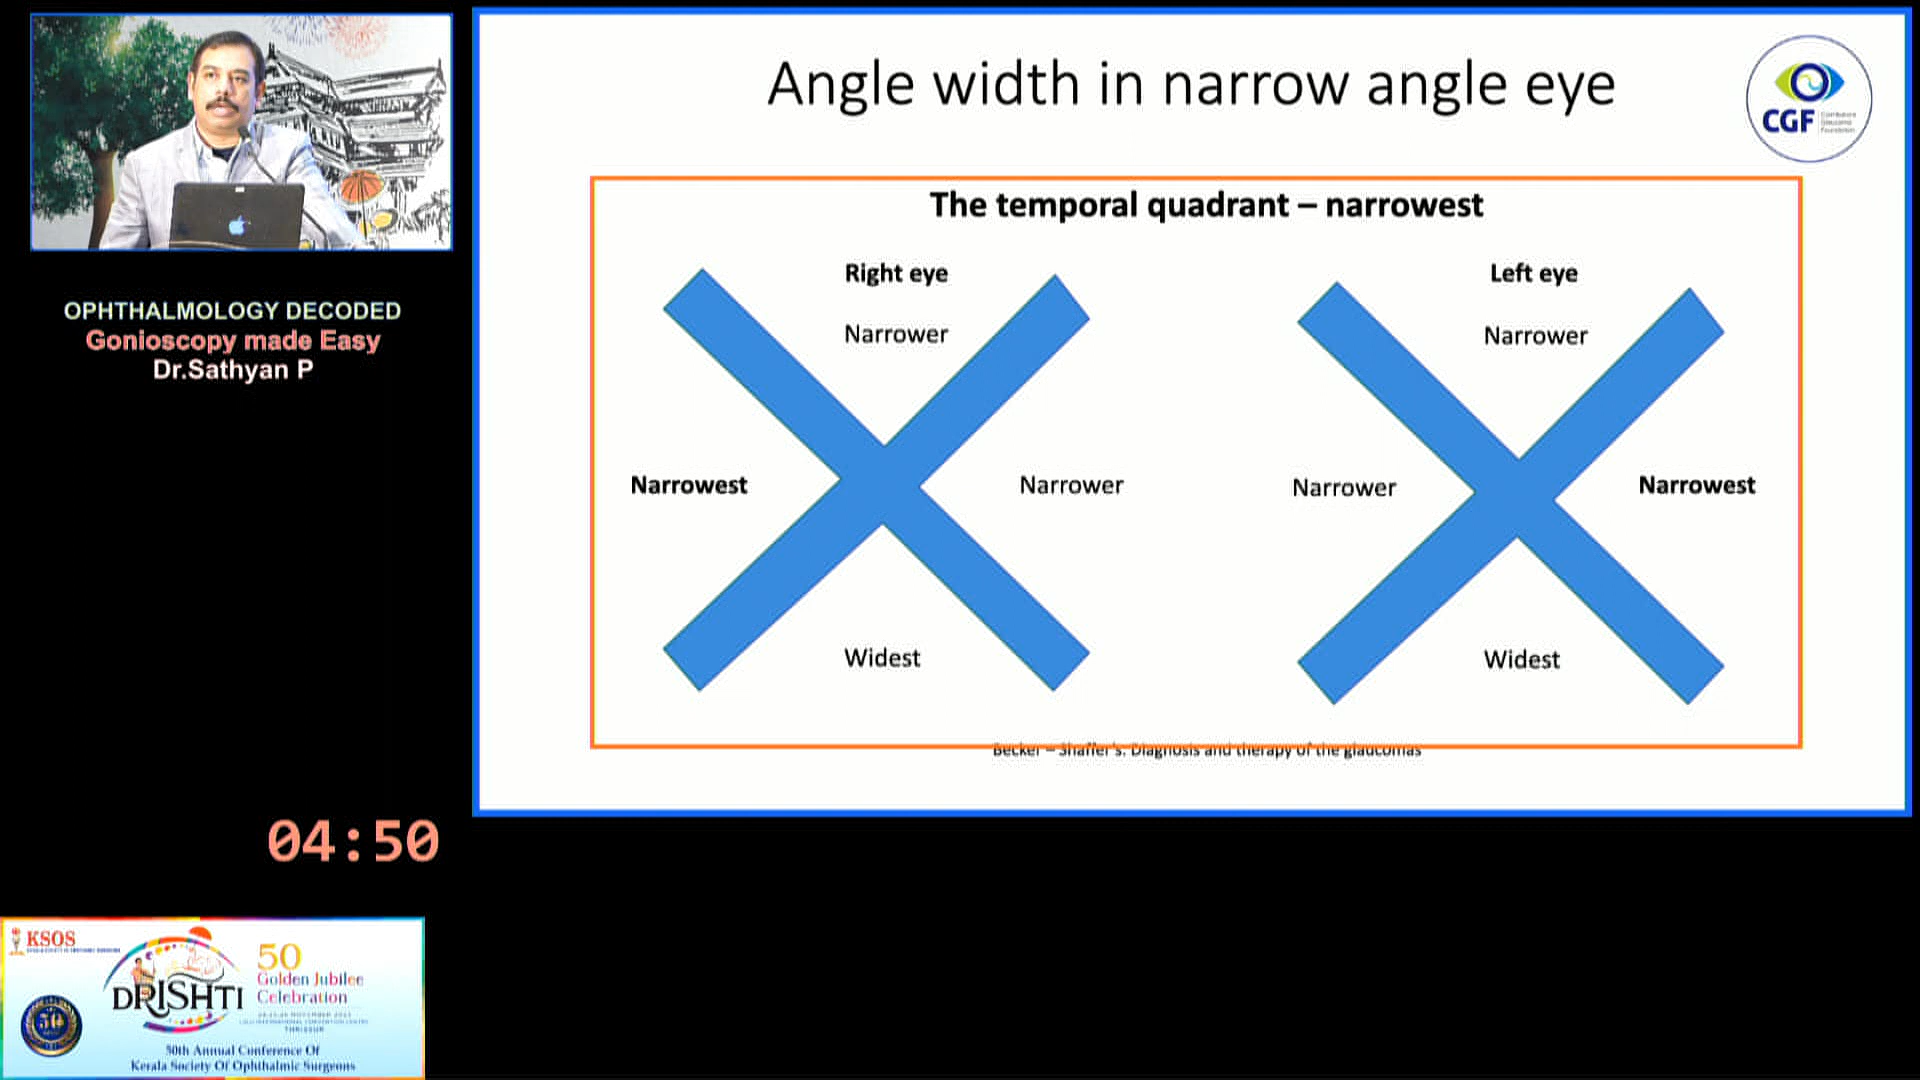 Angle width in narrow angle eye
CGF
The temporal quadrant – narrowest
Right eye
Left eye
Narrower
Narrower
Narrowest
Narrower
Narrower
Narrowest
Widest
Widest
Becker – Shaffer's. Diagnosis and therapy of the glaucomas
OPHTHALMOLOGY DECODED
Gonioscopy made Easy
Dr.Sathyan P
04:50
KSOS
DRISHTI
50
Golden Jubilee
Celebration
THRISSUR
50th Annual Conference Of
Kerala Society Of Ophthalmic Surgeons